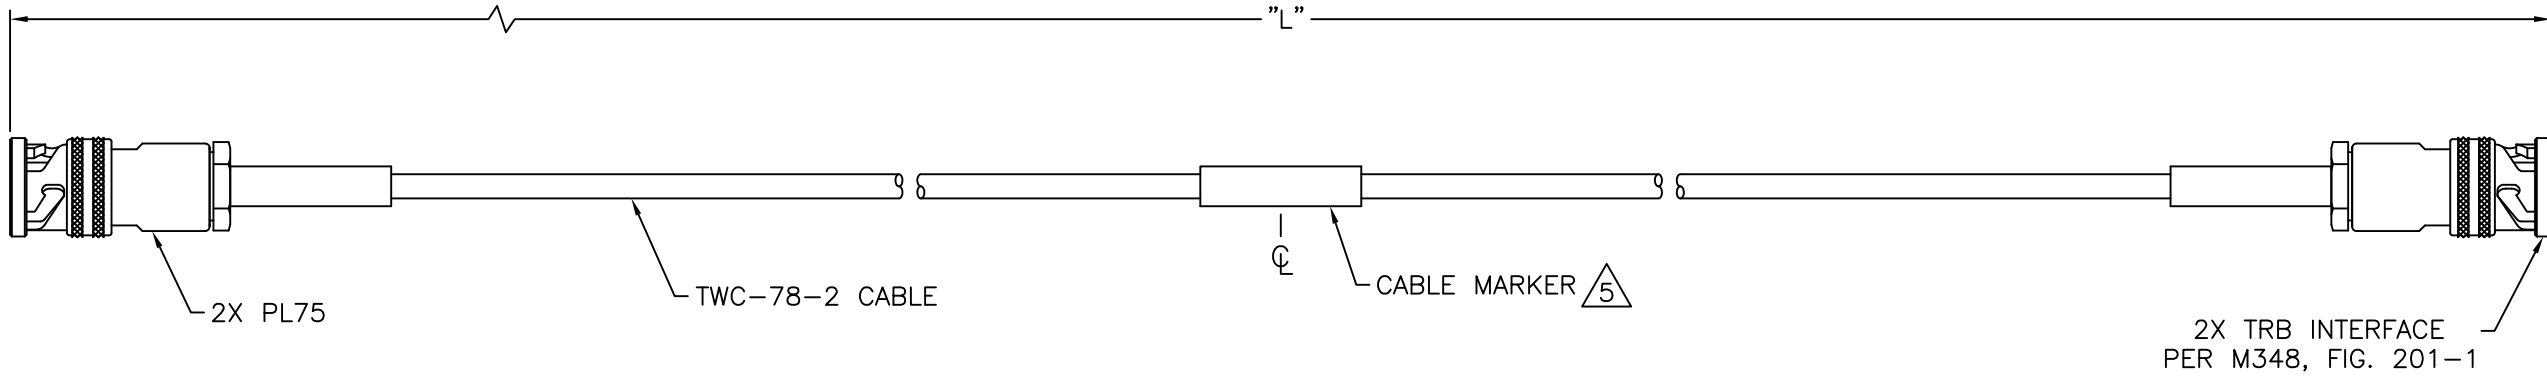 "L"
℄
CABLE MARKER 5
TWC-78-2 CABLE
2X PL75
2X TRB INTERFACE
PER M348, FIG. 201-1